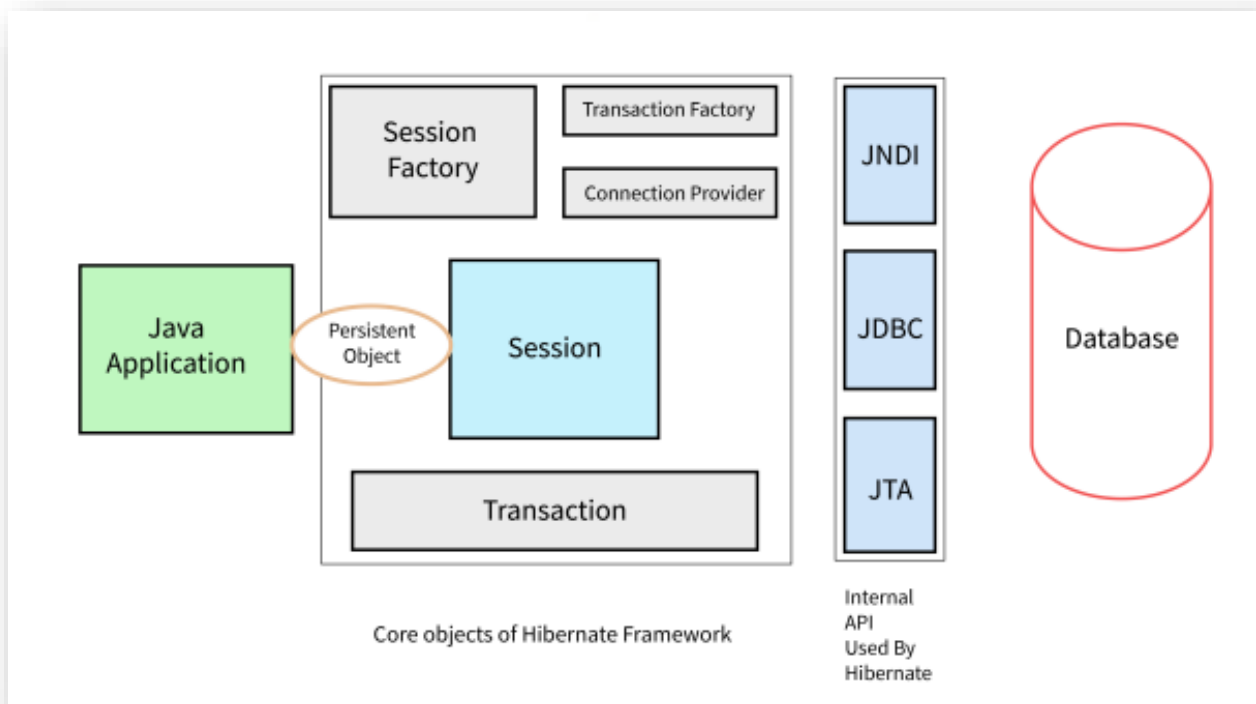 Session
Factory
Transaction Factory
Connection Provider
Java
Application
Persistent
Object
Session
Transaction
JNDI
JDBC
JTA
Database
Core objects of Hibernate Framework
Internal
API
Used By
Hibernate